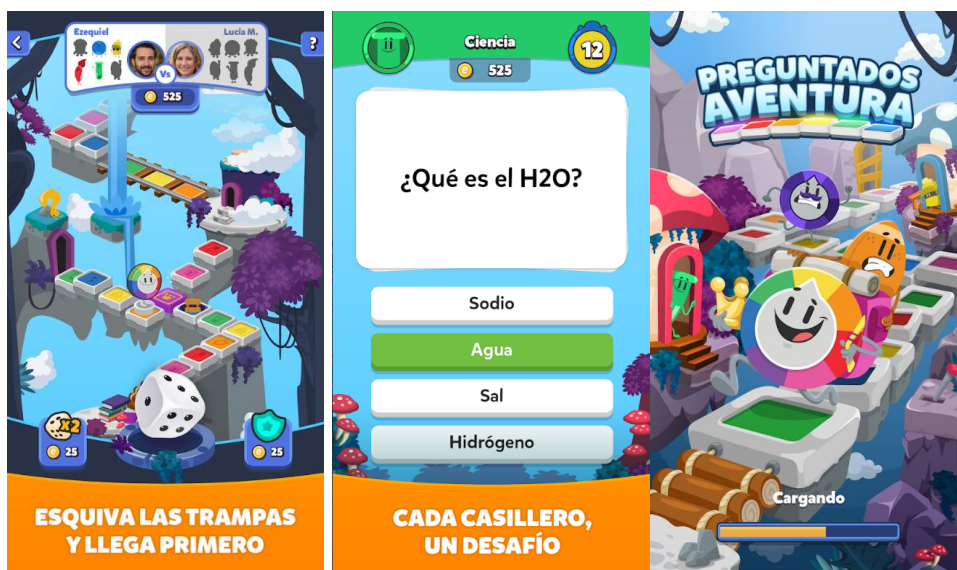 Ezequiel
Lucia M.
?
Vs
525
?
X2
25
25
ESQUIVA LAS TRAMPAS
Y LLEGA PRIMERO
Ciencia
12
525
¿Qué es el H2O?
Sodio
Agua
Sal
Hidrógeno
CADA CASILLERO,
UN DESAFÍO
PREGUNTADOS
AVENTURA
Cargando